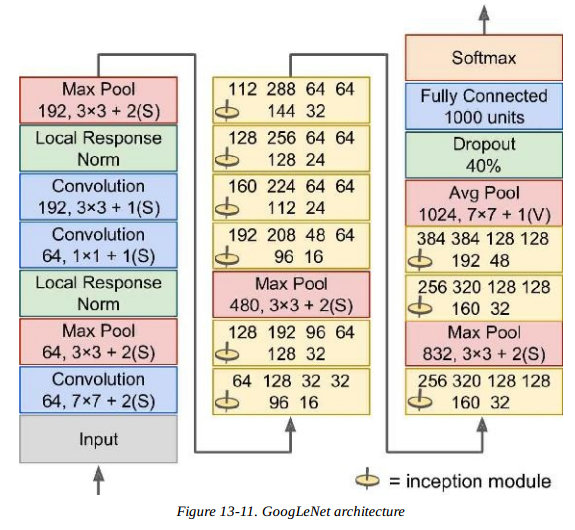 Max Pool
192, 3×3 + 2(S)
Local Response
Norm
Convolution
192, 3×3 + 1(S)
Convolution
64, 1×1 + 1(S)
Local Response
Norm
Max Pool
64, 3×3 + 2(S)
Convolution
64, 7×7 + 2(S)
Input
112 288 64 64
144 32
128 256 64 64
128 24
160 224 64 64
112 24
192 208 48 64
96 16
Max Pool
480, 3×3 + 2(S)
128 192 96 64
128 32
64 128 32 32
96 16
Softmax
Fully Connected
1000 units
Dropout
40%
Avg Pool
1024, 7×7 + 1(V)
384 384 128 128
192 48
256 320 128 128
160 32
Max Pool
832, 3×3 + 2(S)
256 320 128 128
160 32
= inception module
Figure 13-11. GoogLeNet architecture